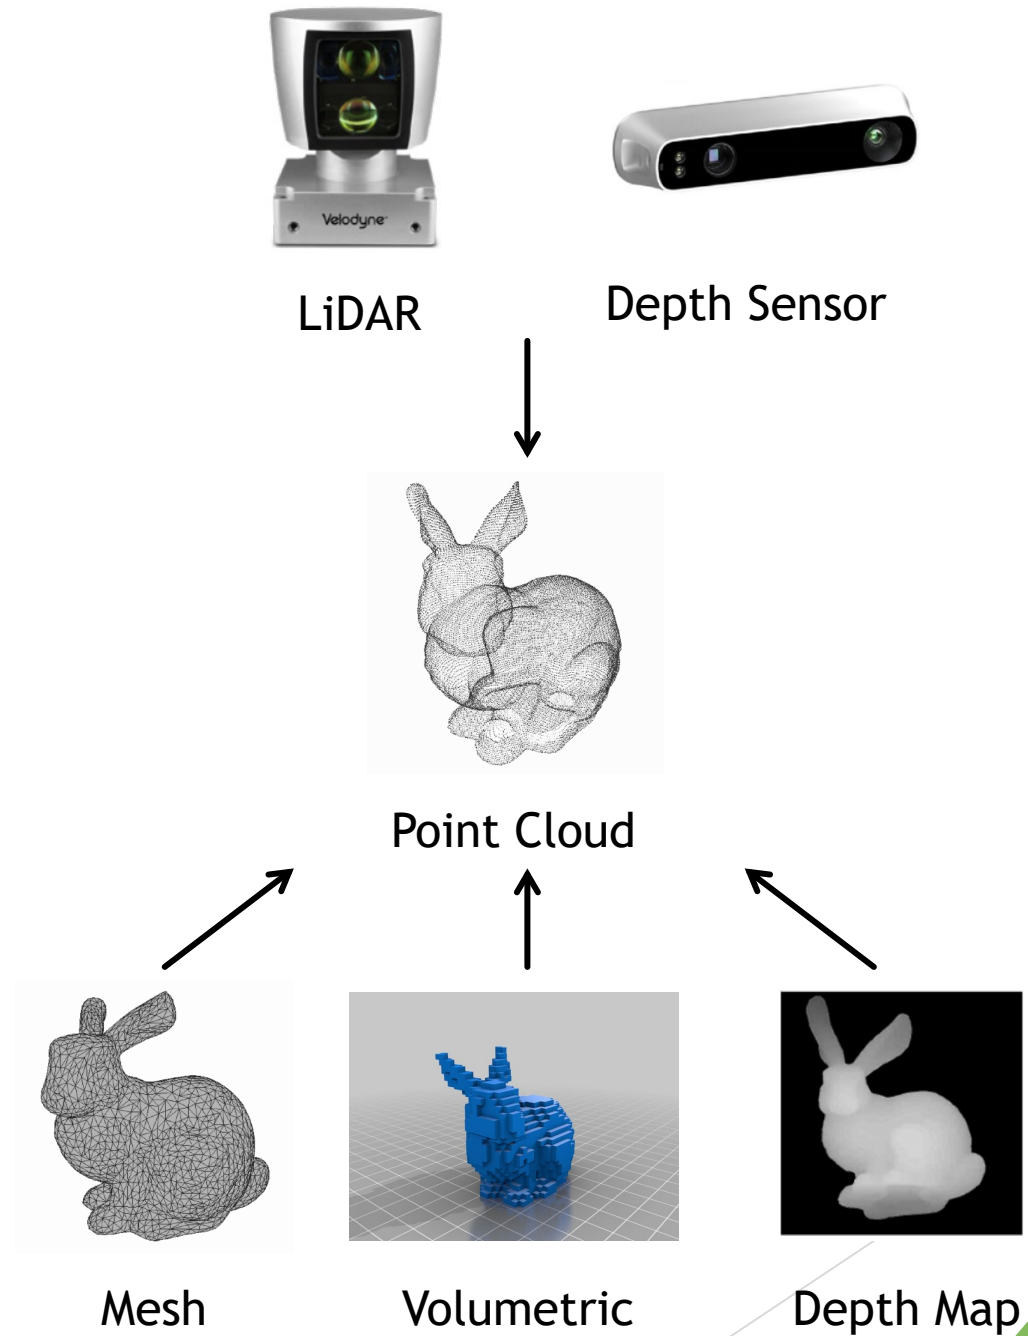 Velodyne
LiDAR
Depth Sensor
Point Cloud
Mesh
Volumetric
Depth Map